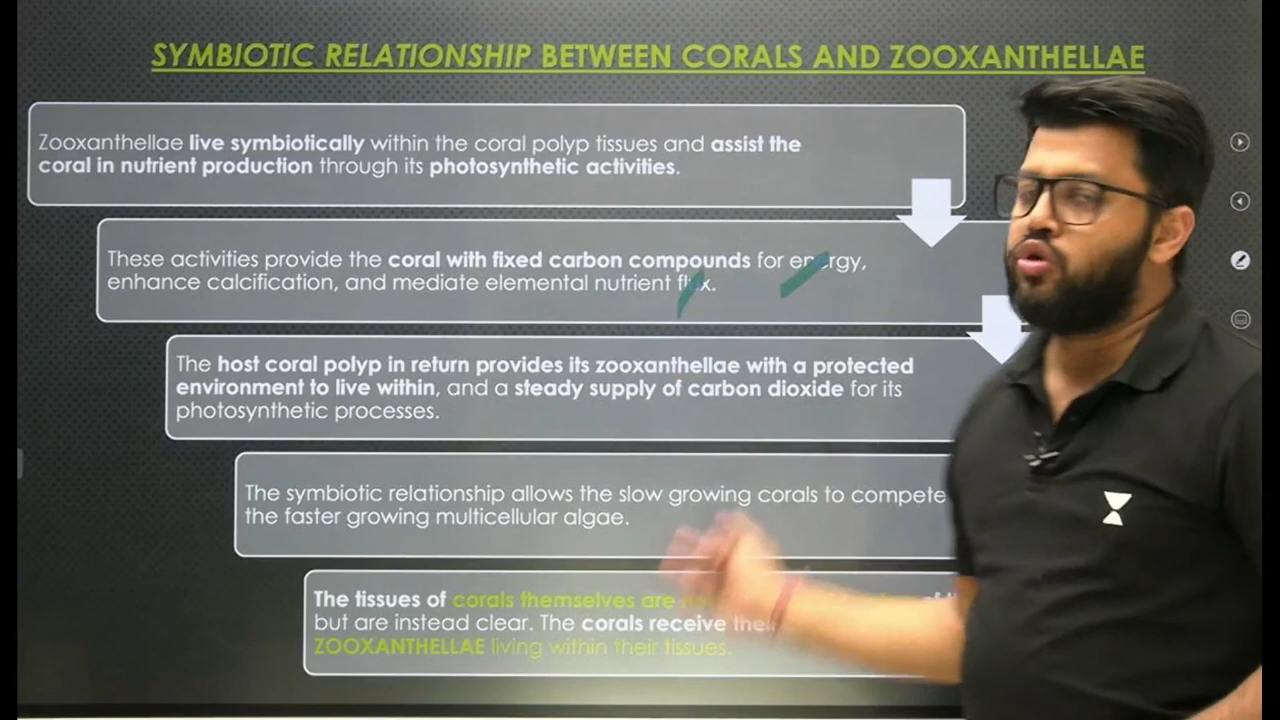 SYMBIOTIC RELATIONSHIP BETWEEN CORALS AND ZOOXANTHELLAE
Zooxanthellae live symbiotically within the coral polyp tissues and assist the
coral in nutrient production through its photosynthetic activities.
These activities provide the coral with fixed carbon compounds for energy,
enhance calcification, and mediate elemental nutrient flux.
The host coral polyp in return provides its zooxanthellae with a protected
environment to live within, and a steady supply of carbon dioxide for its
photosynthetic processes.
The symbiotic relationship allows the slow growing corals to compete
the faster growing multicellular algae.
The tissues of corals themselves are
but are instead clear. The corals receive their
ZOOXANTHELLAE living within their tissues.